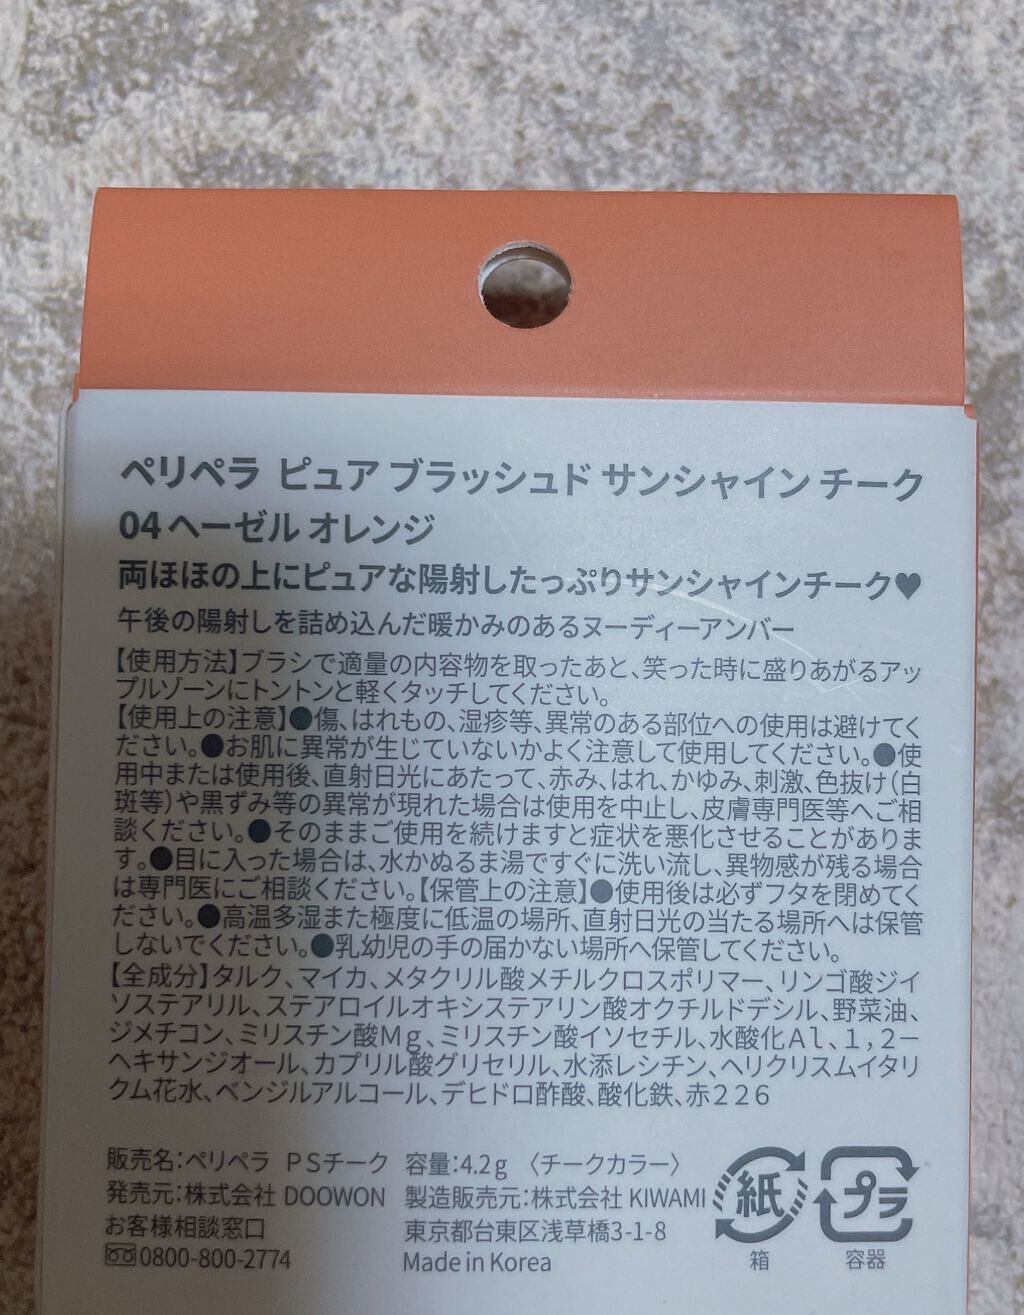 ペリペラ ピュア ブラッシュド サンシャイン チーク
04 ヘーゼル オレンジ
両ほほの上にピュアな陽射したっぷりサンシャインチーク♥
午後の陽射しを詰め込んだ暖かみのあるヌーディーアンバー
【使用方法】ブラシで適量の内容物を取ったあと、笑った時に盛りあがるアッ
プルゾーンにトントンと軽くタッチしてください。
【使用上の注意】●傷、はれもの、湿疹等、異常のある部位への使用は避けてく
ださい。●お肌に異常が生じていないかよく注意して使用してください。●使
用中または使用後、直射日光にあたって、赤み、はれ、かゆみ、刺激、色抜け(白
斑等)や黒ずみ等の異常が現れた場合は使用を中止し、皮膚専門医等へご相
談ください。●そのままご使用を続けますと症状を悪化させることがありま
す。●目に入った場合は、水かぬるま湯ですぐに洗い流し、異物感が残る場合
は専門医にご相談ください。【保管上の注意】●使用後は必ずフタを閉めてく
ださい。●高温多湿また極度に低温の場所、直射日光の当たる場所へは保管
しないでください。●乳幼児の手の届かない場所へ保管してください。
【全成分】タルク、マイカ、メタクリル酸メチルクロスポリマー、リンゴ酸ジイ
ソステアリル、ステアロイルオキシステアリン酸オクチルドデシル、野菜油、
ジメチコン、ミリスチン酸Mg、ミリスチン酸イソセチル、水酸化Al、1,2－
ヘキサンジオール、カプリル酸グリセリル、水添レシチン、ヘリクリスムイタリ
クム花水、ベンジルアルコール、デヒドロ酢酸、酸化鉄、赤226
販売名:ペリペラ PSチーク 容量:4.2g 〈チークカラー〉
発売元:株式会社 DOOWON 製造販売元:株式会社 KIWAMI
お客様相談窓口 東京都台東区浅草橋3-1-8
0800-800-2774 Made in Korea
紙 プラ
箱 容器